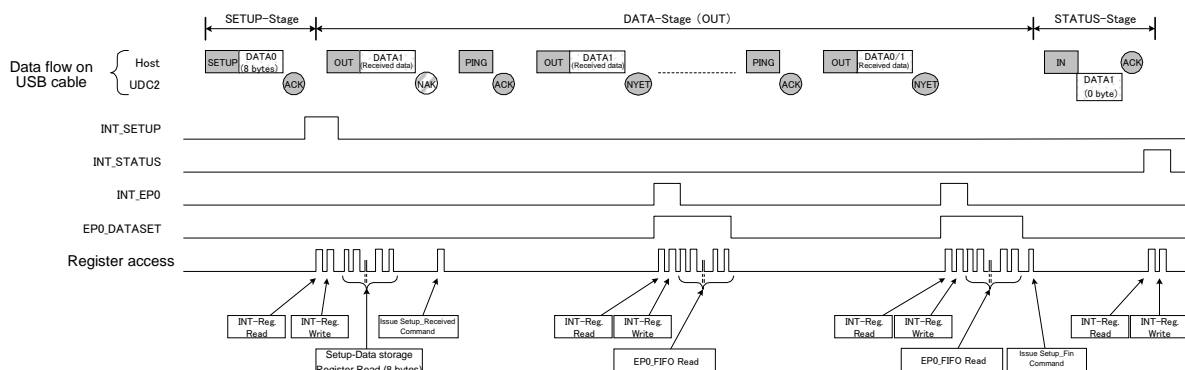 SETUP-Stage
DATA-Stage (OUT)
STATUS-Stage
Data flow on
USB cable
Host
UDC2
SETUP
DATA0
(8 bytes)
ACK
OUT
DATA1
(Received data)
NAK
PING
ACK
OUT
DATA1
(Received data)
NYET
PING
ACK
OUT
DATA0/1
(Received data)
NYET
IN
DATA1
(0 byte)
ACK
INT_SETUP
INT_STATUS
INT_EP0
EP0_DATASET
Register access
INT-Reg.
Read
INT-Reg.
Write
Issue Setup_Received
Command
Setup-Data storage
Register Read (8 bytes)
INT-Reg.
Read
INT-Reg.
Write
EP0_FIFO Read
INT-Reg.
Read
INT-Reg.
Write
EP0_FIFO Read
Issue Setup_Fin
Command
INT-Reg.
Read
INT-Reg.
Write